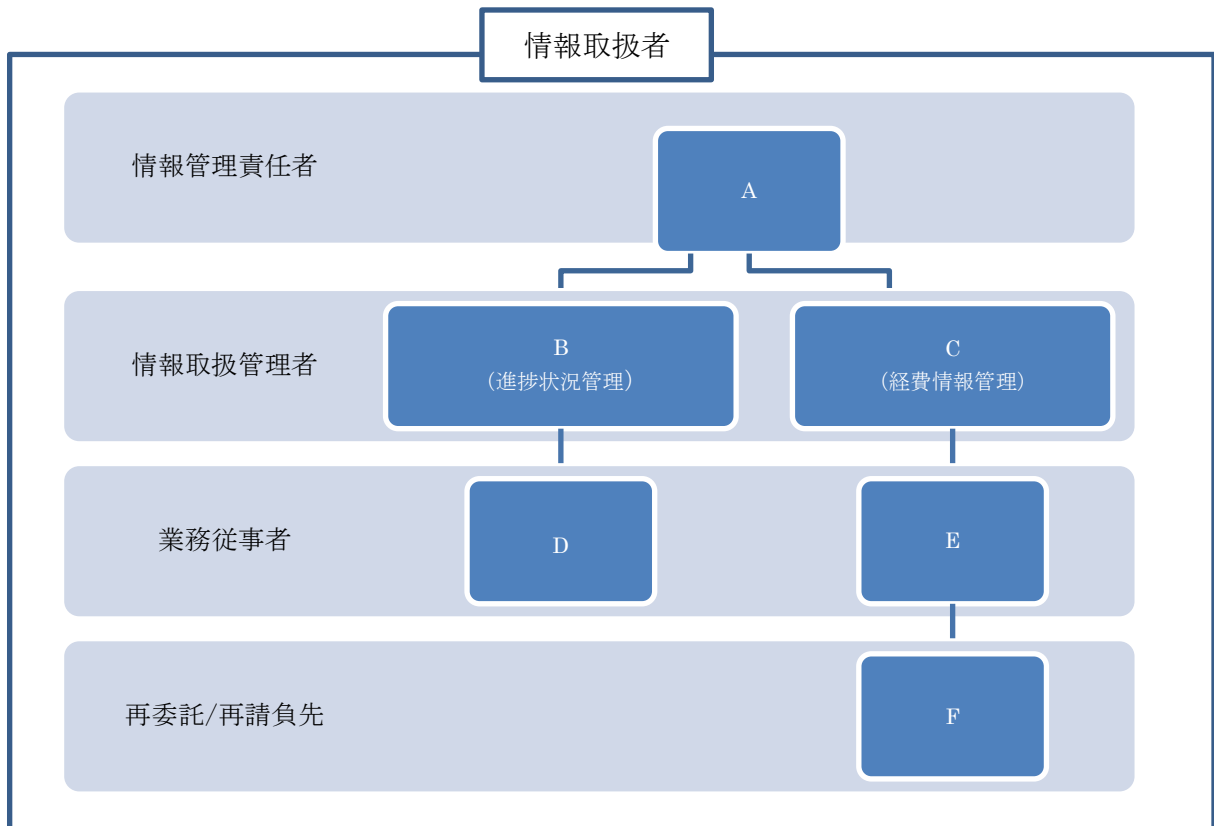 情報取扱者
情報管理責任者
A
情報取扱管理者
B
（進捗状況管理）
C
（経費情報管理）
業務従事者
D
E
再委託/再請負先
F